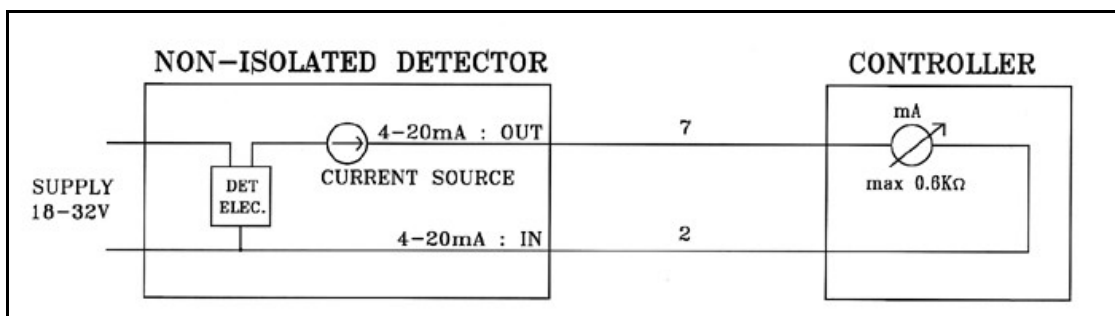 NON-ISOLATED DETECTOR
CONTROLLER
4-20mA : OUT
7
mA
CURRENT SOURCE
max 0.6KΩ
SUPPLY
18-32V
DET
ELEC.
4-20mA : IN
2